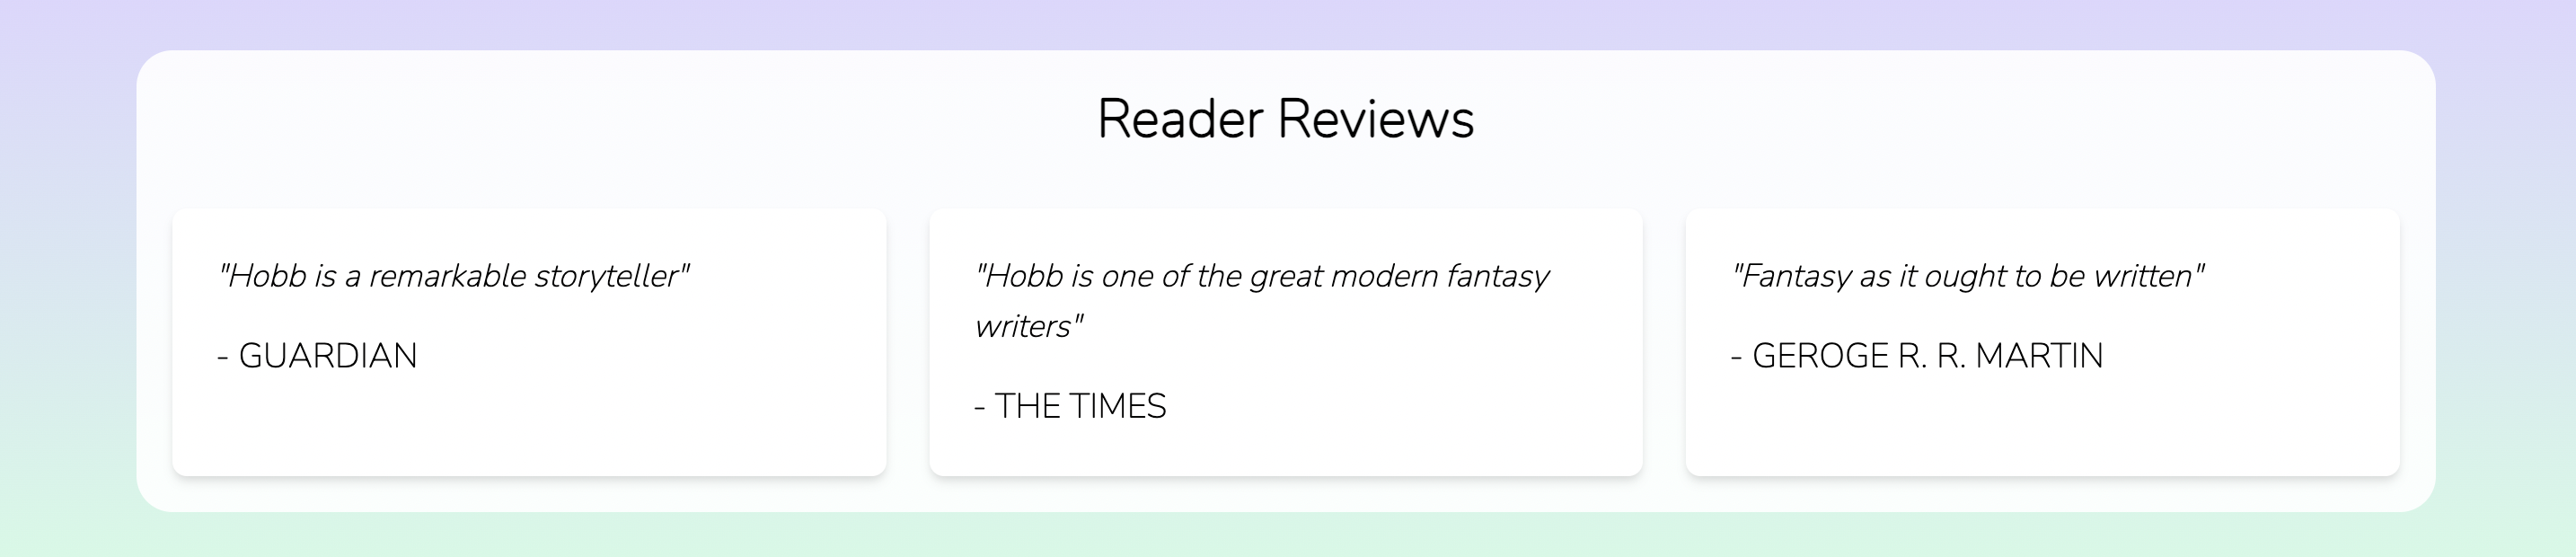 Reader Reviews
"Hobb is a remarkable storyteller"
- GUARDIAN
"Hobb is one of the great modern fantasy
writers"
- THE TIMES
"Fantasy as it ought to be written"
- GEROGE R. R. MARTIN